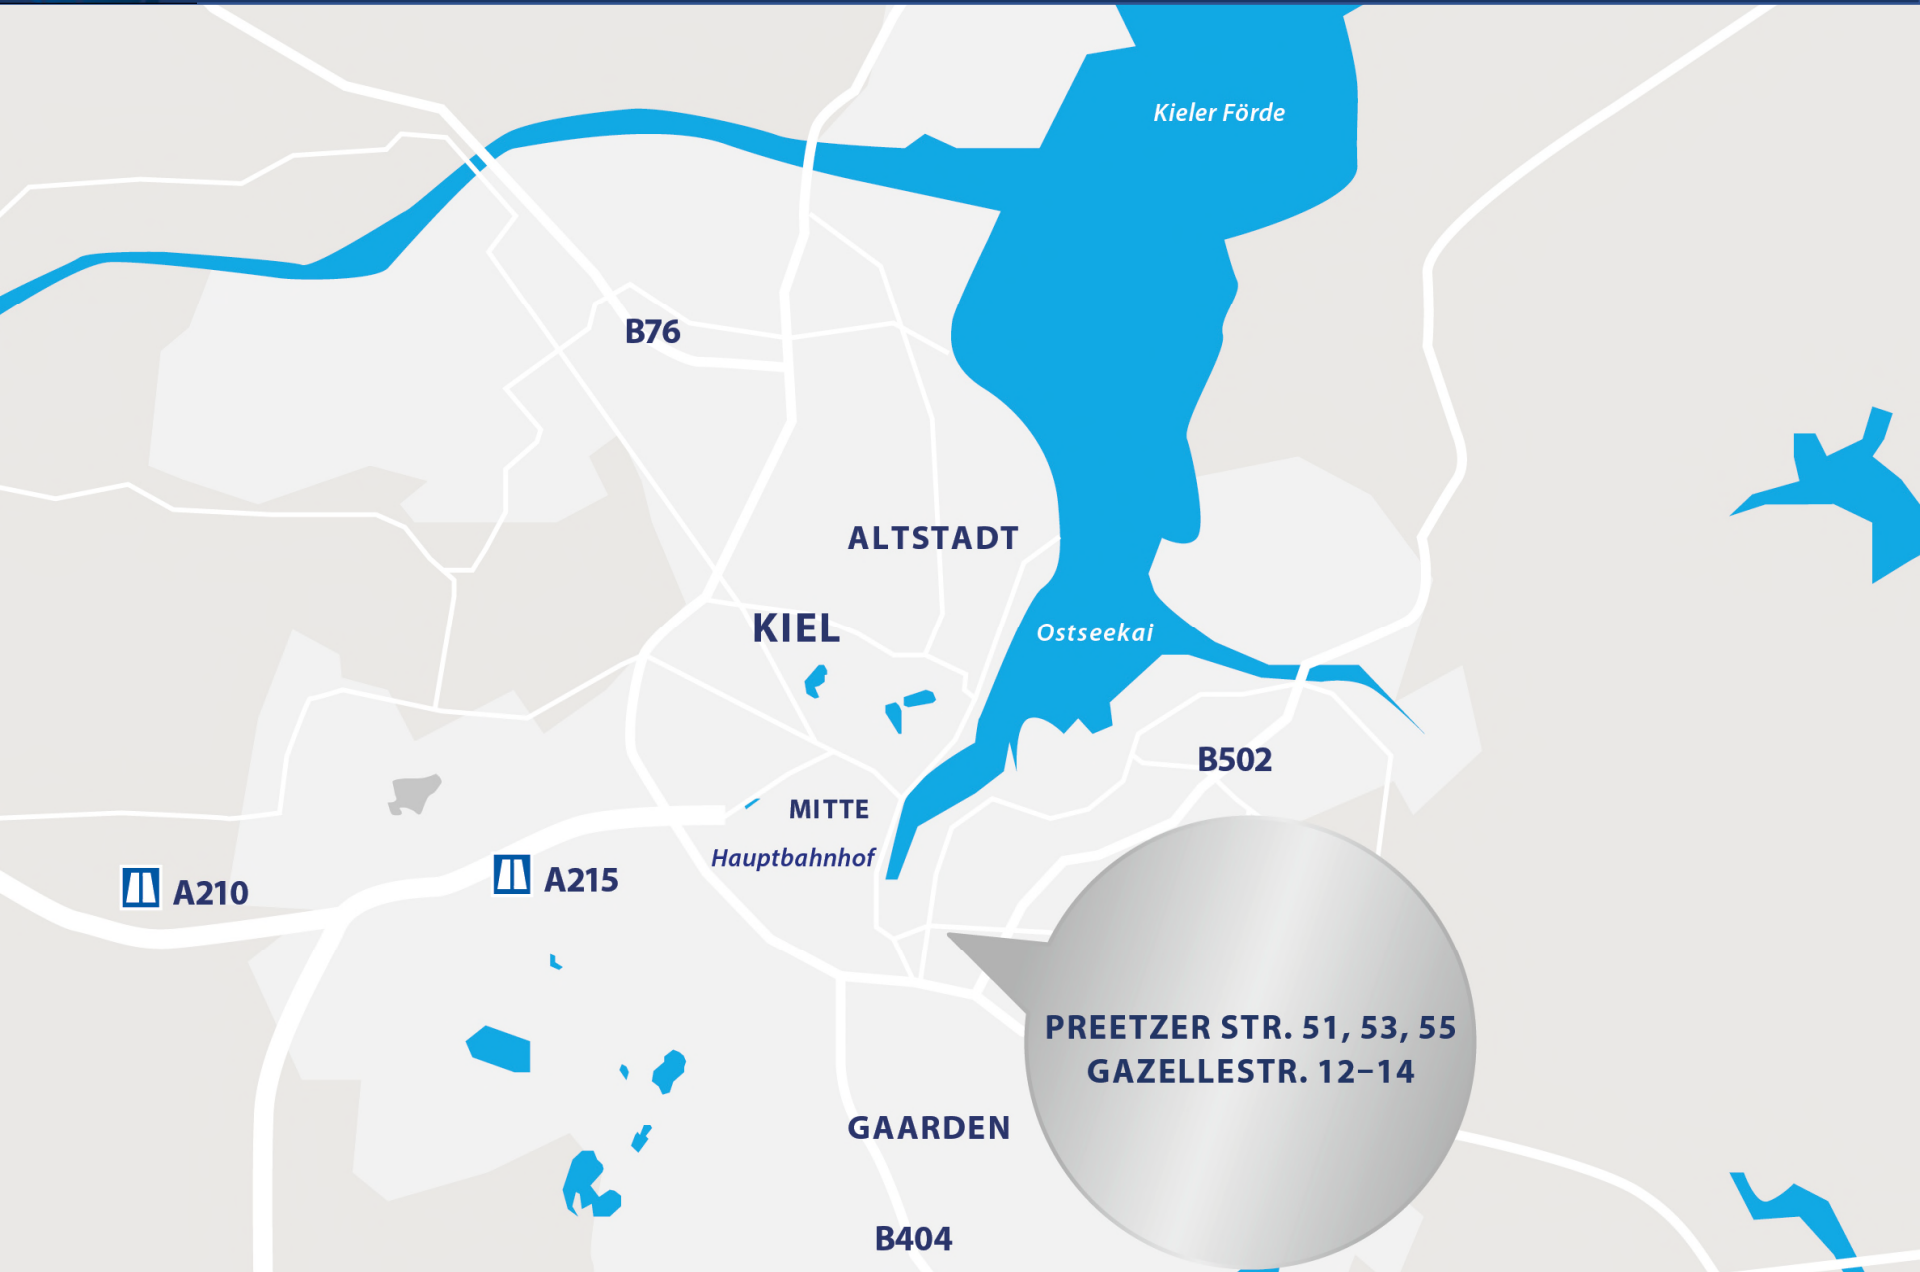 Kieler Förde
B76
ALTSTADT
KIEL
Ostseekai
B502
MITTE
Hauptbahnhof
A210
A215
PREETZER STR. 51, 53, 55
GAZELLESTR. 12–14
GAARDEN
B404